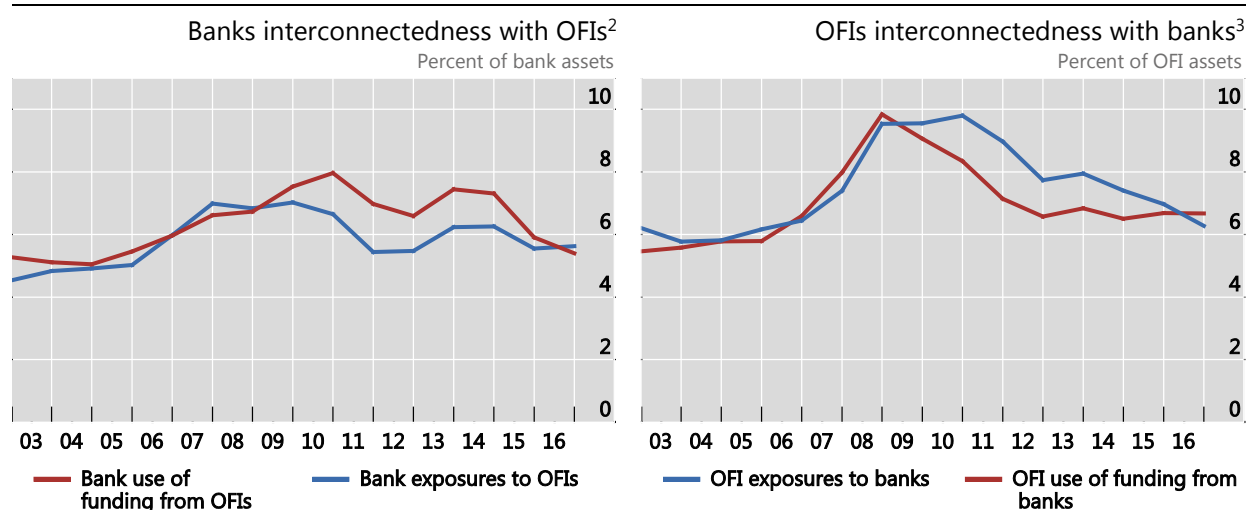 Banks interconnectedness with OFIs²
Percent of bank assets
10
8
6
4
2
0
03 04 05 06 07 08 09 10 11 12 13 14 15 16
Bank use of
funding from OFIs
Bank exposures to OFIs
OFIs interconnectedness with banks³
Percent of OFI assets
10
8
6
4
2
0
03 04 05 06 07 08 09 10 11 12 13 14 15 16
OFI exposures to banks
OFI use of funding from
banks